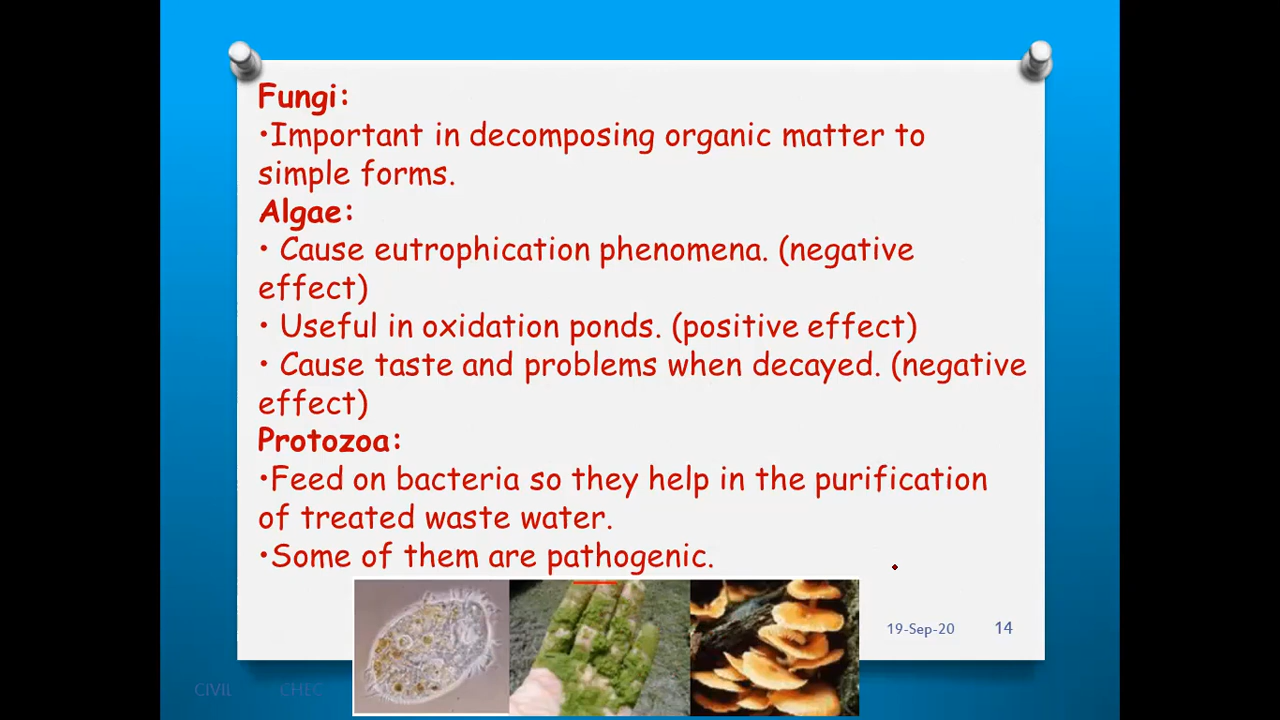 Fungi:
•Important in decomposing organic matter to
simple forms.
Algae:
• Cause eutrophication phenomena. (negative
effect)
• Useful in oxidation ponds. (positive effect)
• Cause taste and problems when decayed. (negative
effect)
Protozoa:
•Feed on bacteria so they help in the purification
of treated waste water.
•Some of them are pathogenic.
19-Sep-20 14
CIVIL CHEC